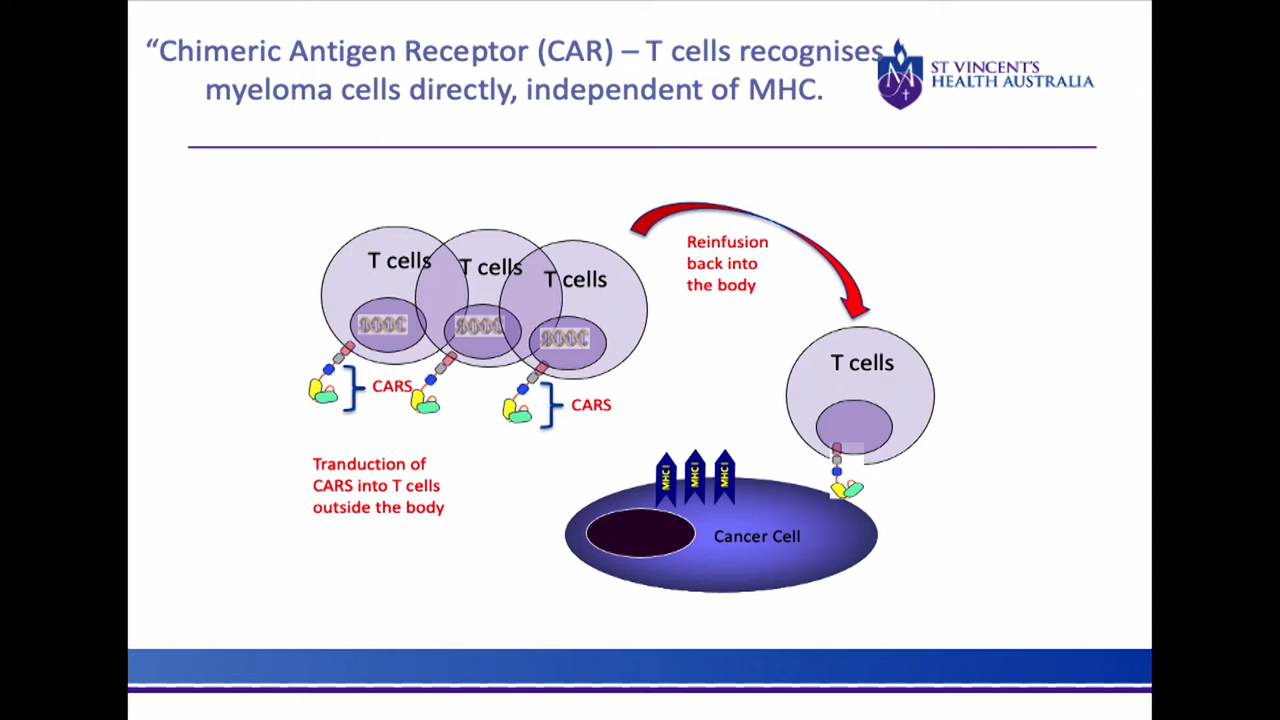 “Chimeric Antigen Receptor (CAR) – T cells recognises
myeloma cells directly, independent of MHC.
ST VINCENT'S
HEALTH AUSTRALIA
T cells
T cells
T cells
Reinfusion
back into
the body
T cells
CARS
CARS
Tranduction of
CARS into T cells
outside the body
MHC I
MHC I
MHC I
Cancer Cell